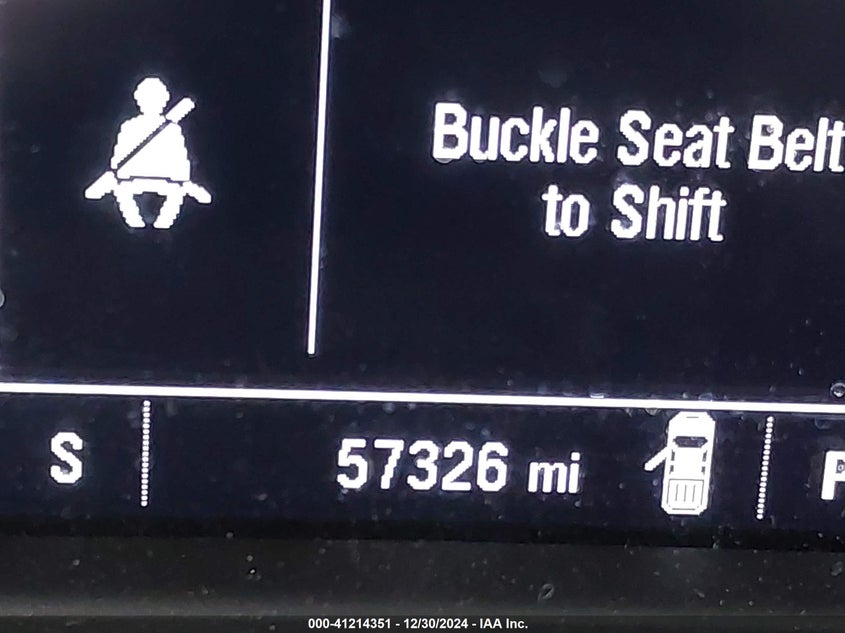 Buckle Seat Belt
to Shift
S
57326 mi
P
000-41214351 - 12/30/2024 - IAA Inc.